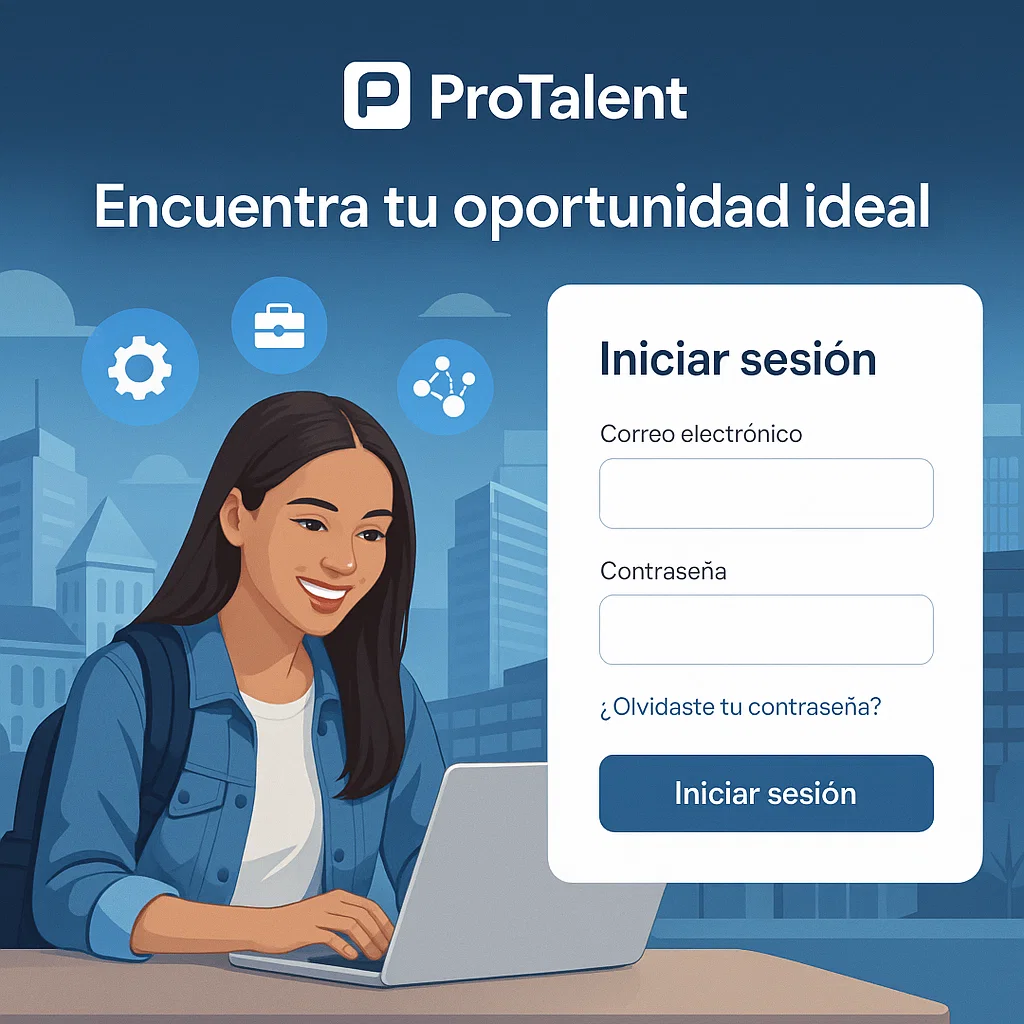 ProTalent
Encuentra tu oportunidad ideal
Iniciar sesión
Correo electrónico
Contraseña
¿Olvidaste tu contraseña?
Iniciar sesión